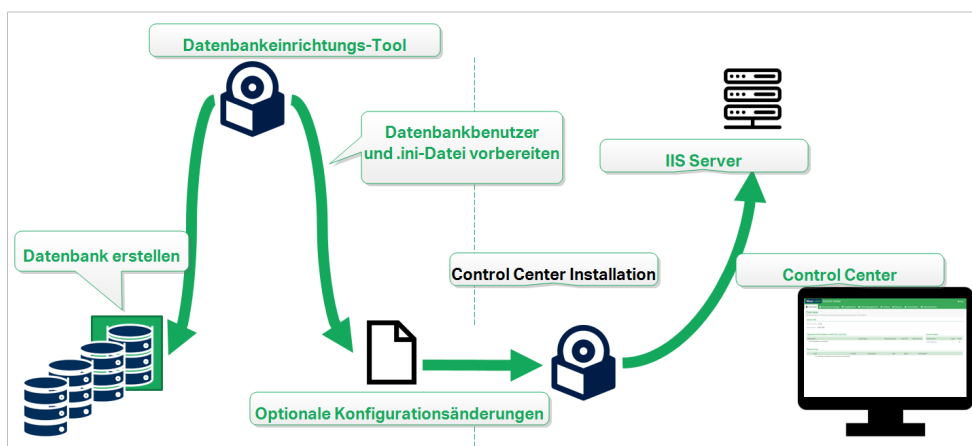 Datenbankeinrichtungs-Tool
Datenbankbenutzer
und .ini-Datei vorbereiten
IIS Server
Datenbank erstellen
Control Center Installation
Control Center
Optionale Konfigurationsänderungen